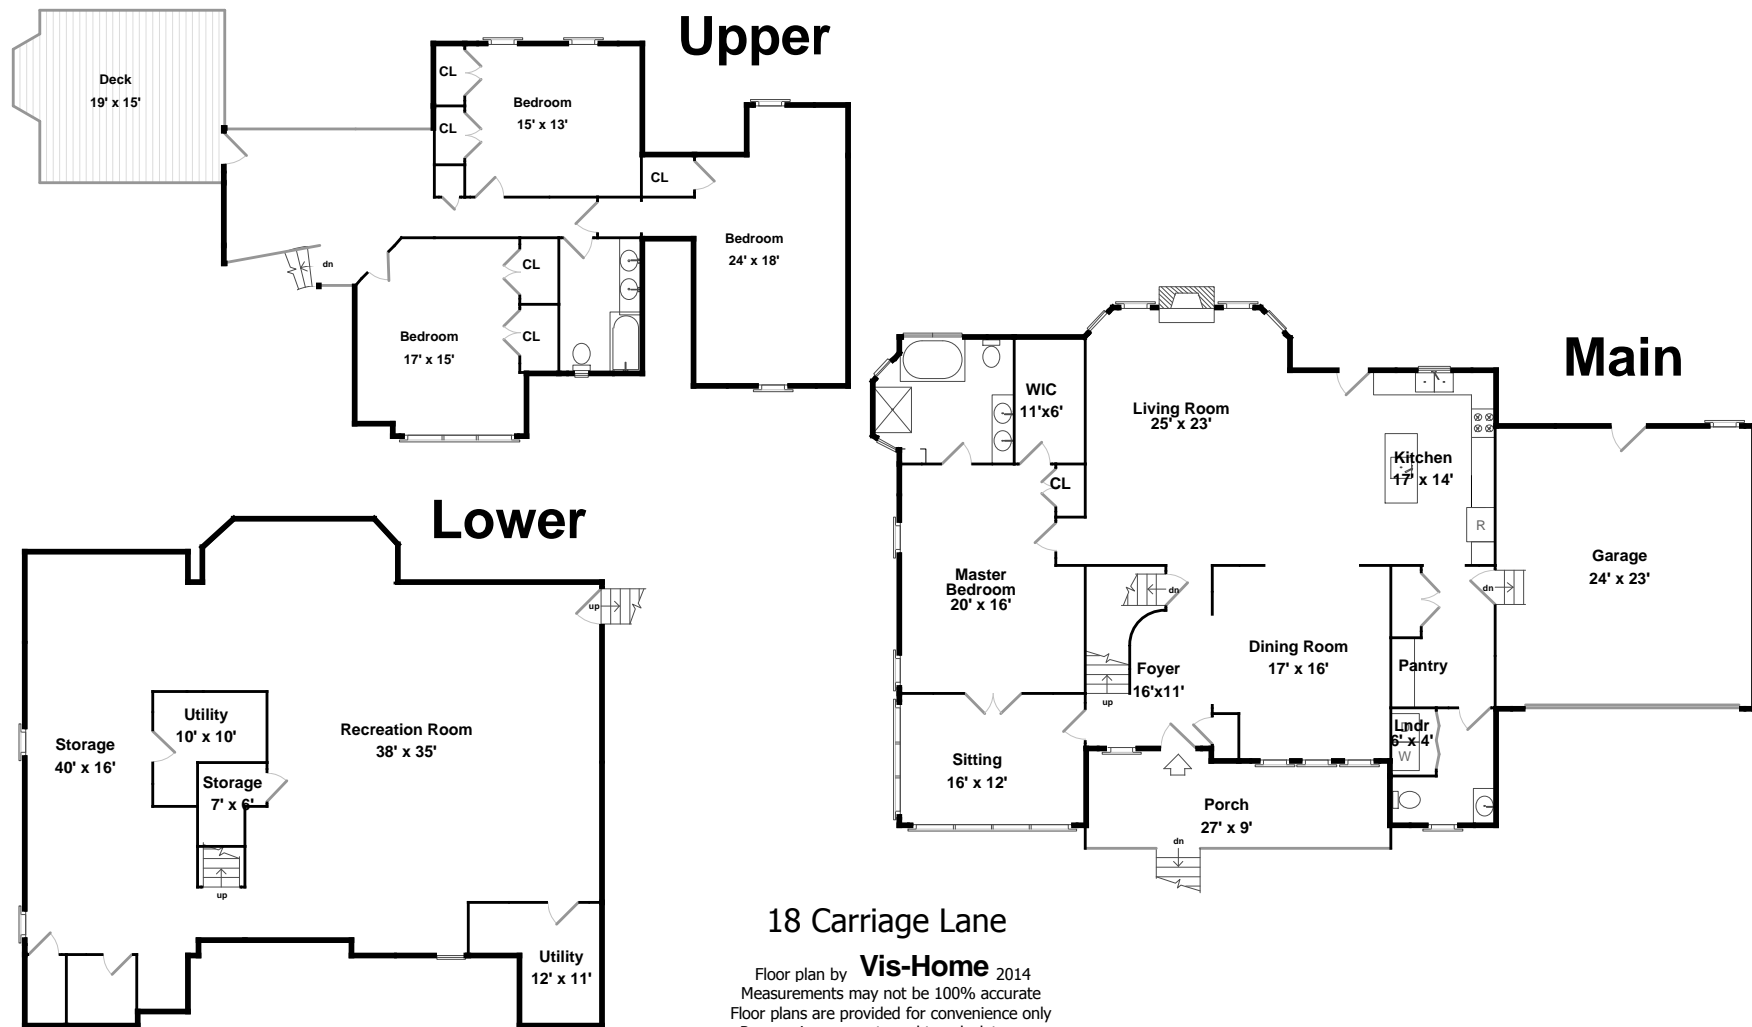 Upper
Deck
19' x 15'
CL
CL
Bedroom
15' x 13'
CL
Bedroom
24' x 18'
dn
CL
CL
Bedroom
17' x 15'
Main
WIC
11'x6'
Living Room
25' x 23'
Kitchen
17' x 14'
CL
R
Garage
24' x 23'
Master
Bedroom
20' x 16'
dn
dn
Dining Room
17' x 16'
Foyer
16'x11'
up
Pantry
Lndr
6' x 4'
D
W
Sitting
16' x 12'
Porch
27' x 9'
dn
Lower
up
Utility
10' x 10'
Storage
40' x 16'
Recreation Room
38' x 35'
Storage
7' x 6'
up
Utility
12' x 11'
18 Carriage Lane
Floor plan by Vis-Home 2014
Measurements may not be 100% accurate
Floor plans are provided for convenience only